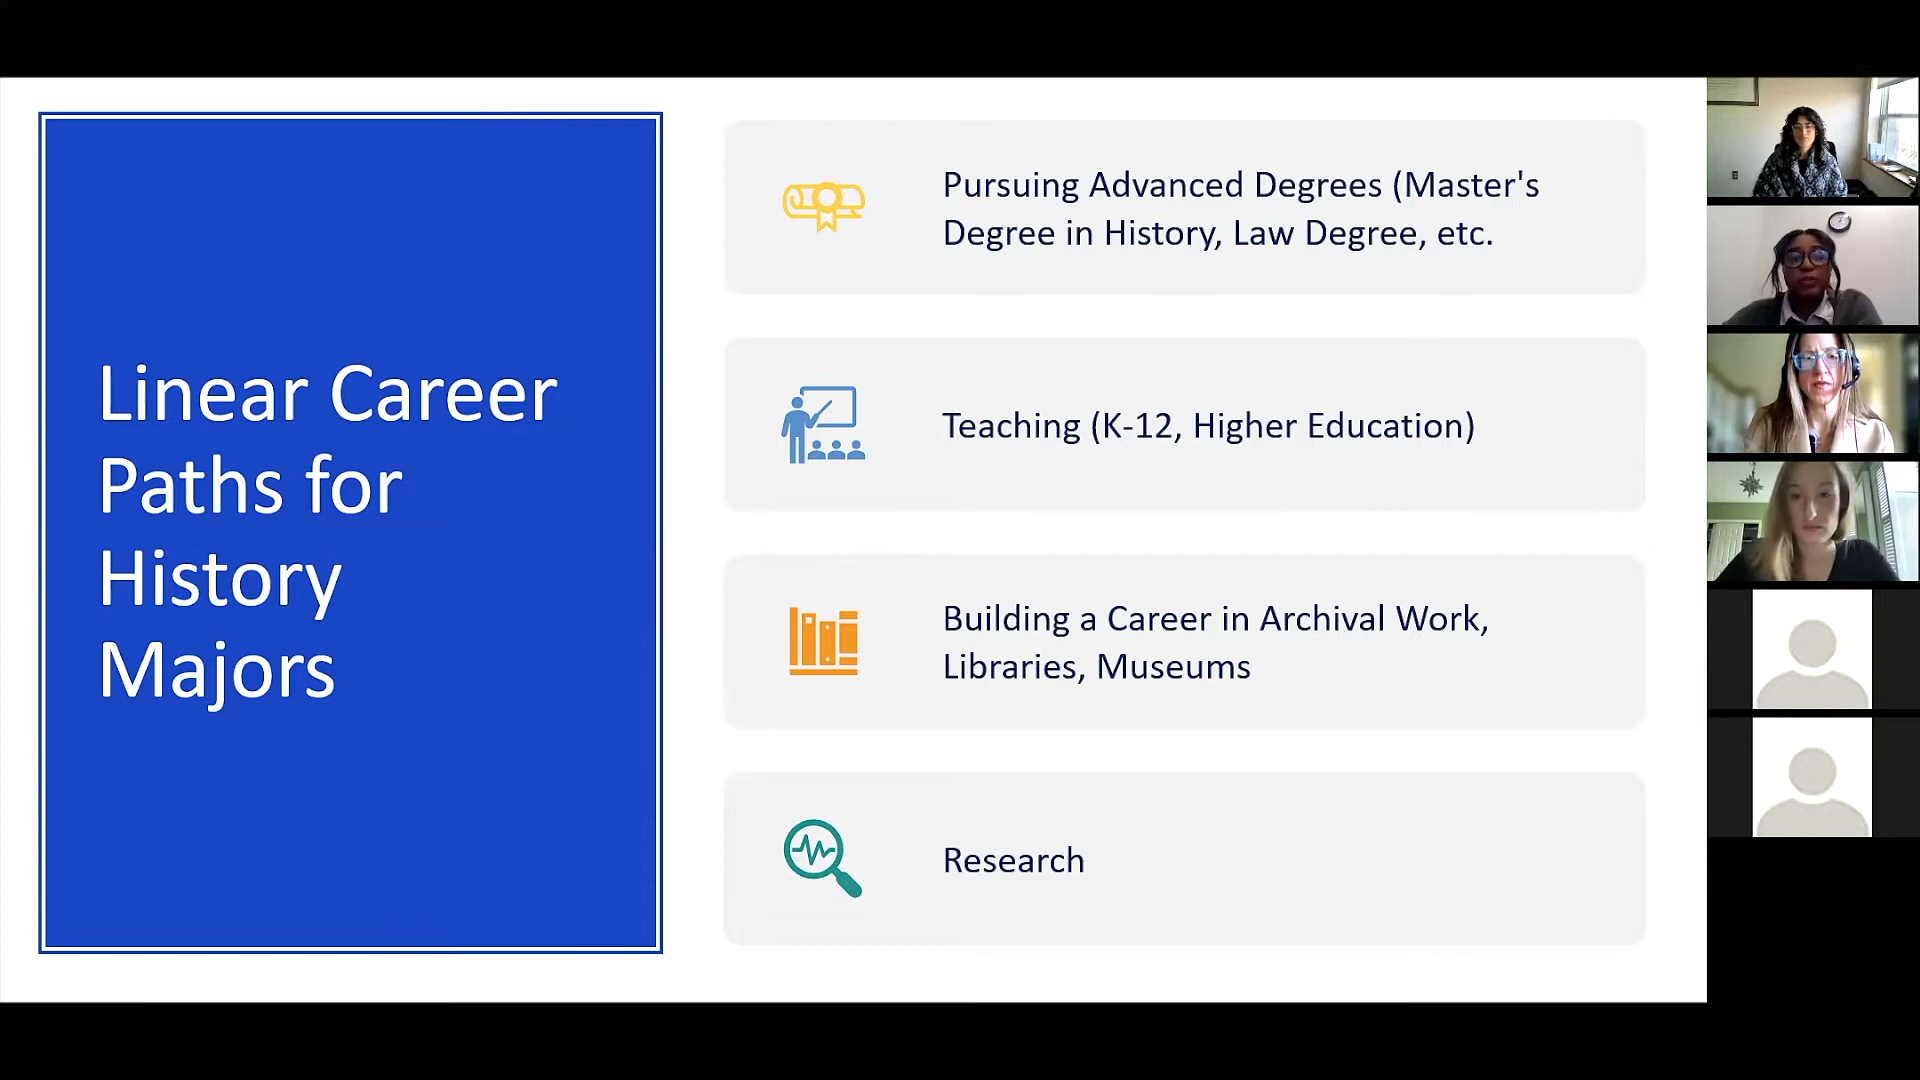 Linear Career
Paths for
History
Majors
Pursuing Advanced Degrees (Master's
Degree in History, Law Degree, etc.
Teaching (K-12, Higher Education)
Building a Career in Archival Work,
Libraries, Museums
Research